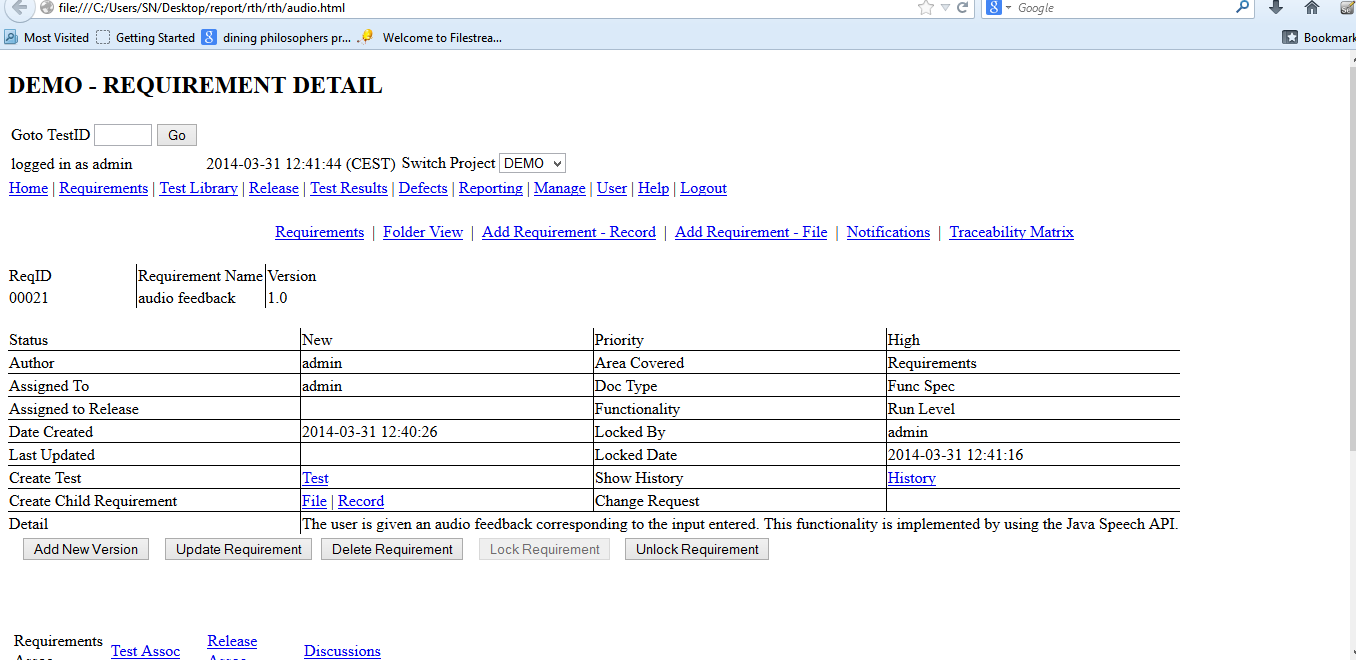 file:///C:/Users/SN/Desktop/report/rth/rth/audio.html
Google
Most Visited Getting Started dining philosophers pr... Welcome to Filestrea...
DEMO - REQUIREMENT DETAIL
Goto TestID Go
logged in as admin 2014-03-31 12:41:44 (CEST) Switch Project DEMO
Home | Requirements | Test Library | Release | Test Results | Defects | Reporting | Manage | User | Help | Logout
Requirements | Folder View | Add Requirement - Record | Add Requirement - File | Notifications | Traceability Matrix
ReqID Requirement Name Version
00021 audio feedback 1.0
Status New Priority High
Author admin Area Covered Requirements
Assigned To admin Doc Type Func Spec
Assigned to Release Functionality Run Level
Date Created 2014-03-31 12:40:26 Locked By admin
Last Updated Locked Date 2014-03-31 12:41:16
Create Test Test Show History History
Create Child Requirement File | Record Change Request
Detail The user is given an audio feedback corresponding to the input entered. This functionality is implemented by using the Java Speech API.
Add New Version Update Requirement Delete Requirement Lock Requirement Unlock Requirement
Requirements Test Assoc Release Discussions